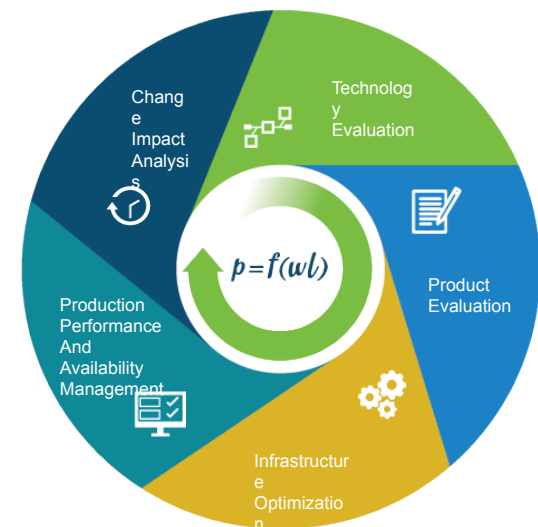 Technolog
y
Evaluation
Chang
e
Impact
Analysi
s
p=f(wl)
Product
Evaluation
Production
Performance
And
Availability
Management
Infrastructur
e
Optimizatio
n